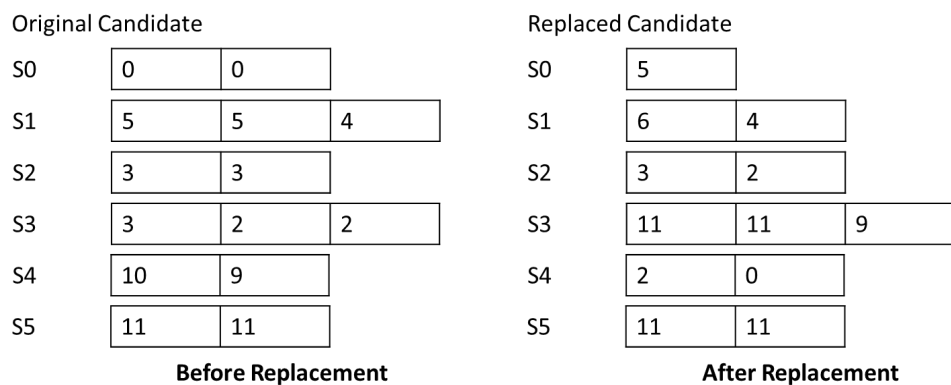 Original Candidate
S0 0 0
S1 5 5 4
S2 3 3
S3 3 2 2
S4 10 9
S5 11 11
Before Replacement
Replaced Candidate
S0 5
S1 6 4
S2 3 2
S3 11 11 9
S4 2 0
S5 11 11
After Replacement